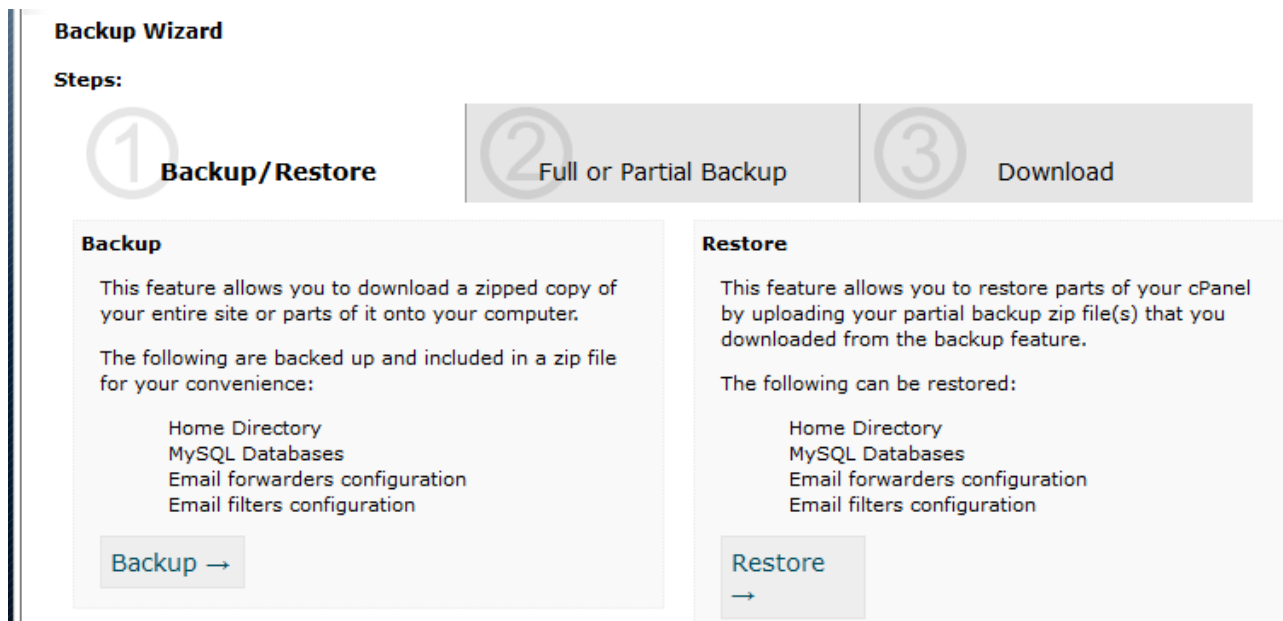 Backup Wizard
Steps:
1 Backup/Restore
2 Full or Partial Backup
3 Download
Backup
This feature allows you to download a zipped copy of
your entire site or parts of it onto your computer.
The following are backed up and included in a zip file
for your convenience:
Home Directory
MySQL Databases
Email forwarders configuration
Email filters configuration
Backup →
Restore
This feature allows you to restore parts of your cPanel
by uploading your partial backup zip file(s) that you
downloaded from the backup feature.
The following can be restored:
Home Directory
MySQL Databases
Email forwarders configuration
Email filters configuration
Restore
→